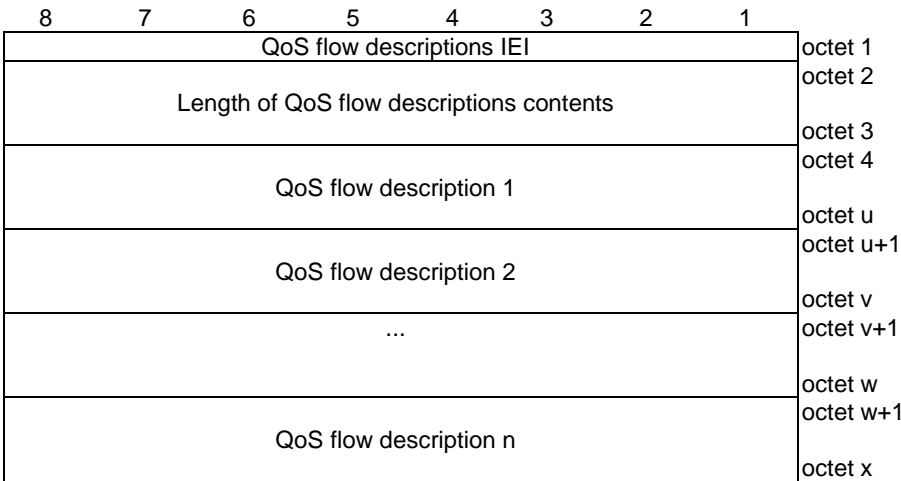 8 7 6 5 4 3 2 1
QoS flow descriptions IEI octet 1
octet 2
Length of QoS flow descriptions contents
octet 3
octet 4
QoS flow description 1
octet u
octet u+1
QoS flow description 2
octet v
... octet v+1
octet w
octet w+1
QoS flow description n
octet x